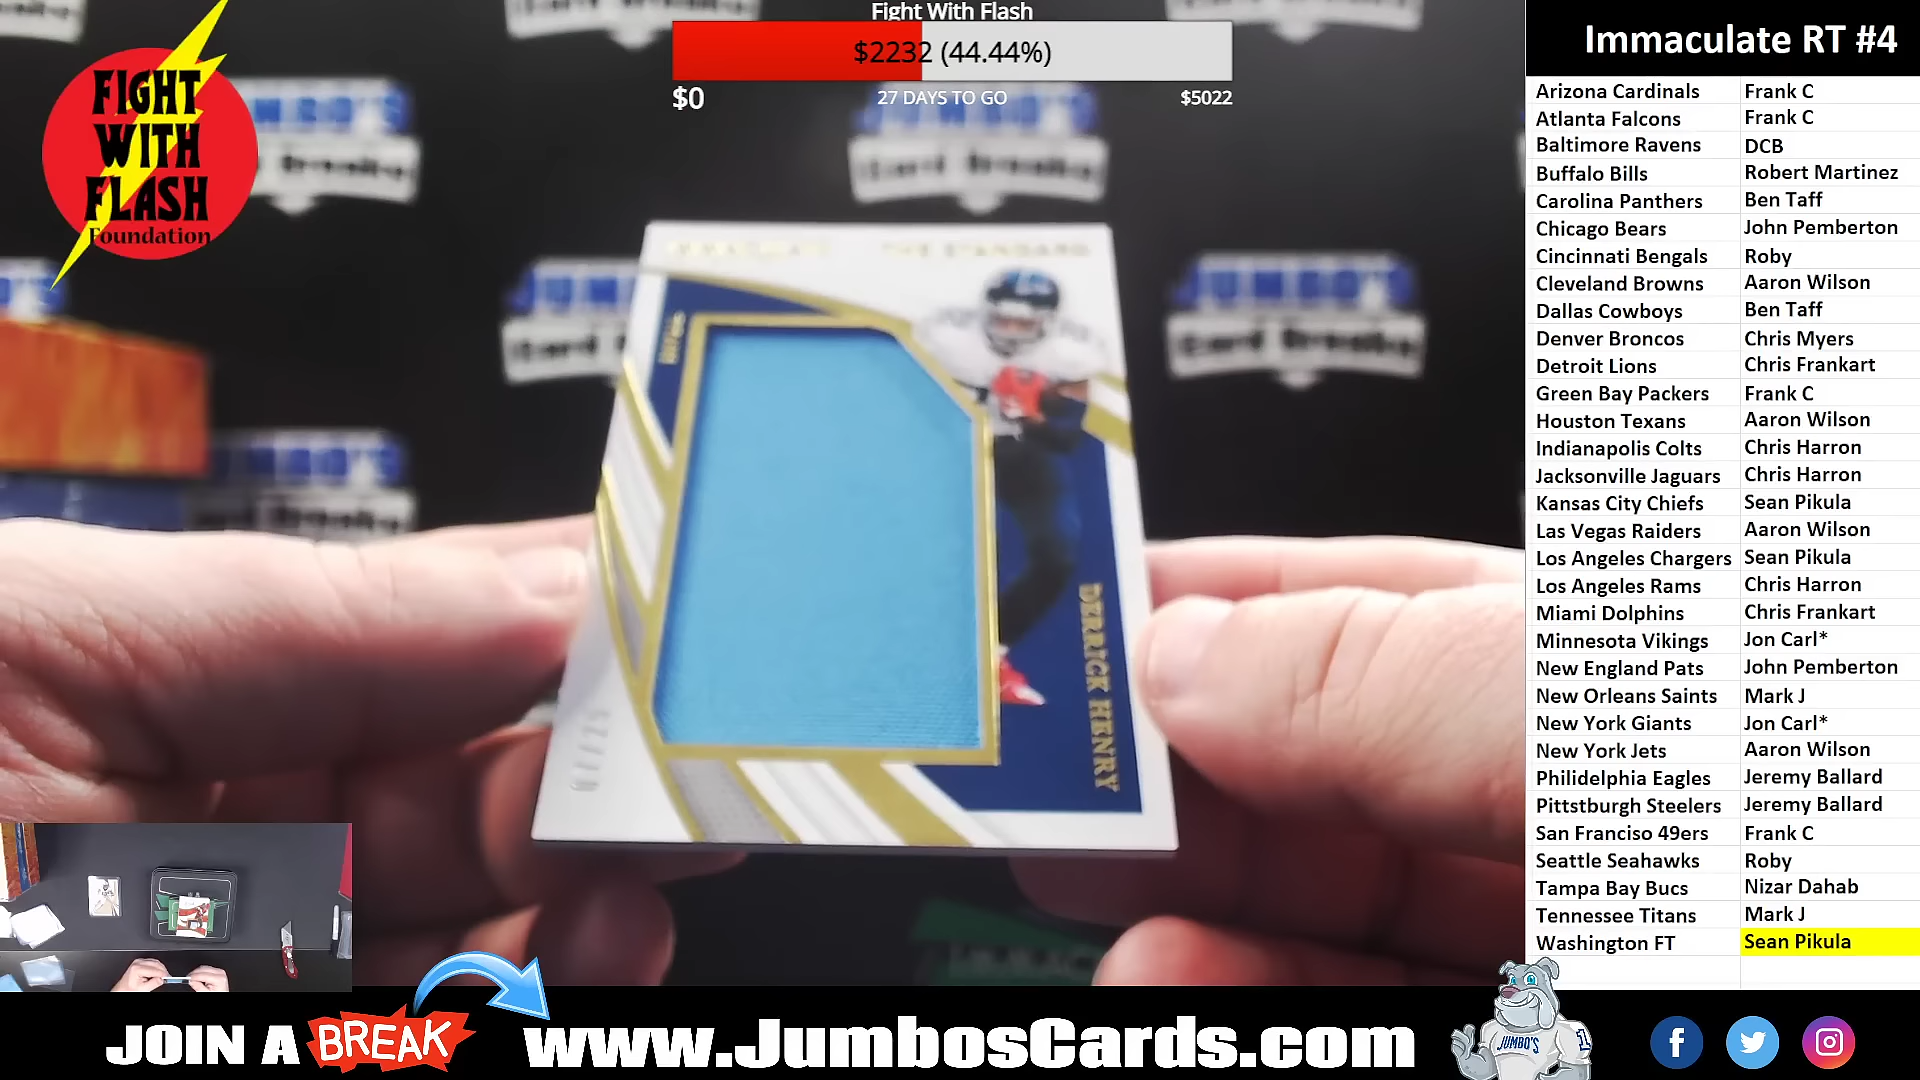 Fight With Flash
$2232 (44.44%)
$0
27 DAYS TO GO
$5022
FIGHT
WITH
FLASH
Foundation
Immaculate RT #4
Arizona Cardinals Frank C
Atlanta Falcons Frank C
Baltimore Ravens DCB
Buffalo Bills Robert Martinez
Carolina Panthers Ben Taff
Chicago Bears John Pemberton
Cincinnati Bengals Roby
Cleveland Browns Aaron Wilson
Dallas Cowboys Ben Taff
Denver Broncos Chris Myers
Detroit Lions Chris Frankart
Green Bay Packers Frank C
Houston Texans Aaron Wilson
Indianapolis Colts Chris Harron
Jacksonville Jaguars Chris Harron
Kansas City Chiefs Sean Pikula
Las Vegas Raiders Aaron Wilson
Los Angeles Chargers Sean Pikula
Los Angeles Rams Chris Harron
Miami Dolphins Chris Frankart
Minnesota Vikings Jon Carl*
New England Pats John Pemberton
New Orleans Saints Mark J
New York Giants Jon Carl*
New York Jets Aaron Wilson
Philidelphia Eagles Jeremy Ballard
Pittstburgh Steelers Jeremy Ballard
San Franciso 49ers Frank C
Seattle Seahawks Roby
Tampa Bay Bucs Nizar Dahab
Tennessee Titans Mark J
Washington FT Sean Pikula
JUMBO'S
Card Breaks
IMMACULATE THE STANDARD
DERRICK HENRY
JOIN A BREAK
www.JumbosCards.com
JUMBO'S 1